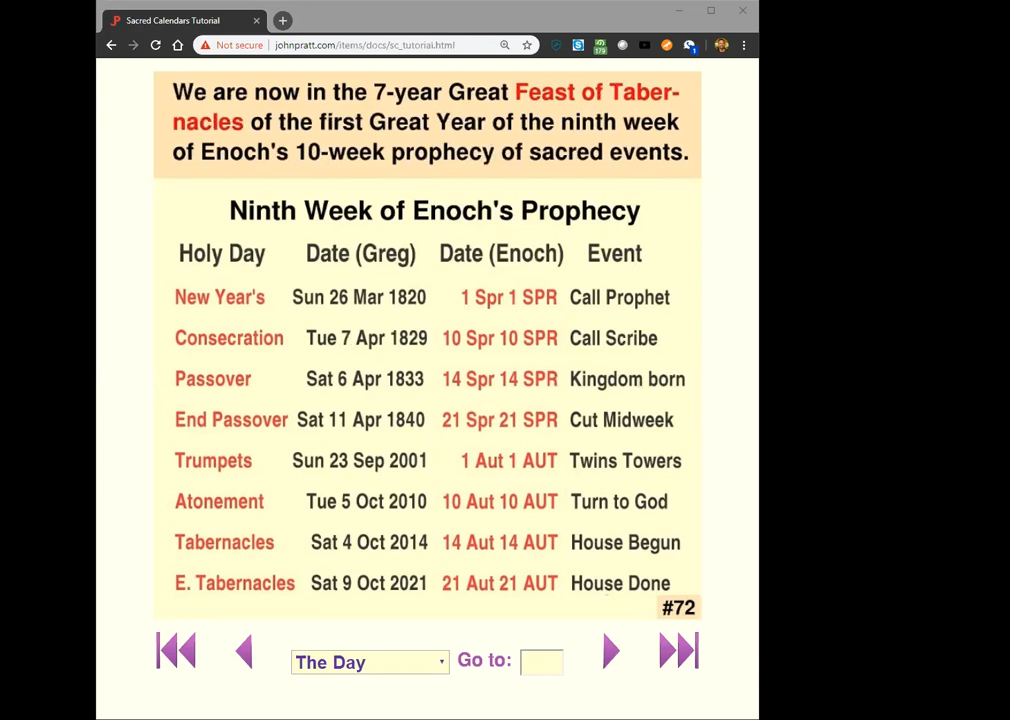 Sacred Calendars Tutorial
Not secure | johnpratt.com/items/docs/sc_tutorial.html
179
1
We are now in the 7-year Great Feast of Taber-
nacles of the first Great Year of the ninth week
of Enoch's 10-week prophecy of sacred events.
Ninth Week of Enoch's Prophecy
Holy Day Date (Greg) Date (Enoch) Event
New Year's Sun 26 Mar 1820 1 Spr 1 SPR Call Prophet
Consecration Tue 7 Apr 1829 10 Spr 10 SPR Call Scribe
Passover Sat 6 Apr 1833 14 Spr 14 SPR Kingdom born
End Passover Sat 11 Apr 1840 21 Spr 21 SPR Cut Midweek
Trumpets Sun 23 Sep 2001 1 Aut 1 AUT Twins Towers
Atonement Tue 5 Oct 2010 10 Aut 10 AUT Turn to God
Tabernacles Sat 4 Oct 2014 14 Aut 14 AUT House Begun
E. Tabernacles Sat 9 Oct 2021 21 Aut 21 AUT House Done
#72
The Day Go to: